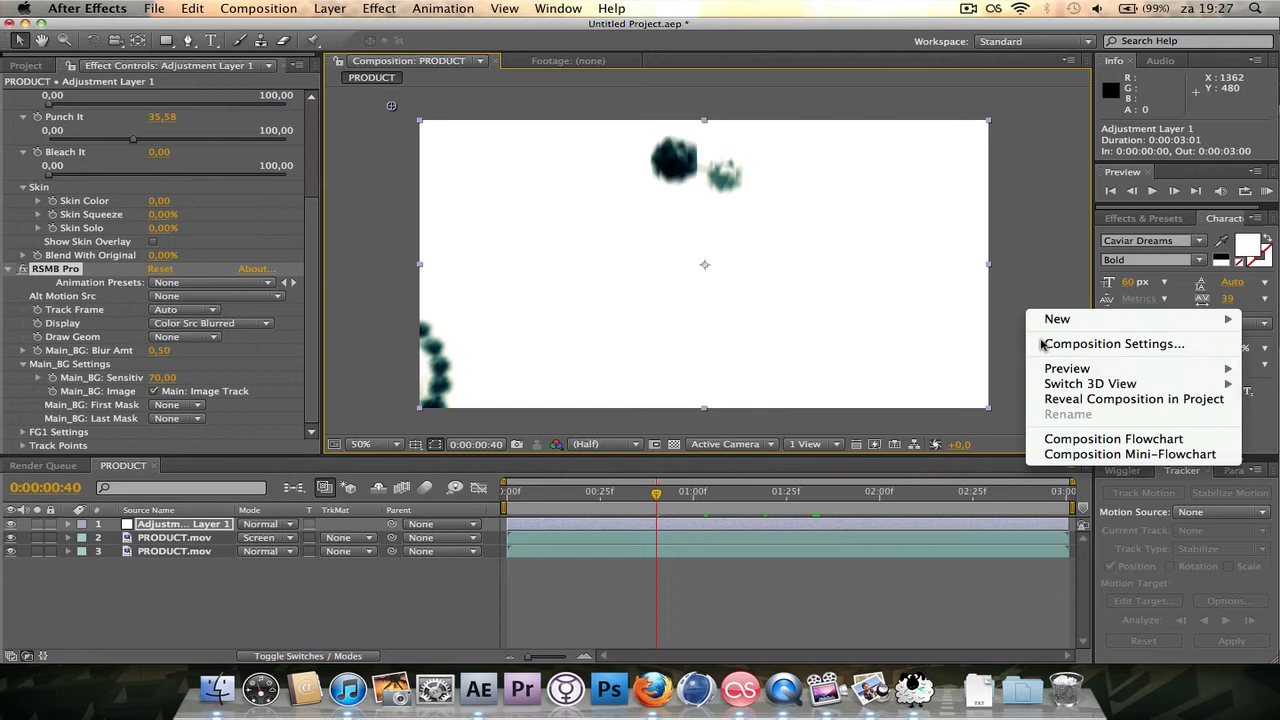 After Effects File Edit Composition Layer Effect Animation View Window Help
(99%) za 19:27
Untitled Project.aep *
Workspace: Standard
Search Help
Project Effect Controls: Adjustment Layer 1
Composition: PRODUCT
Footage: (none)
Info Audio
PRODUCT • Adjustment Layer 1
PRODUCT
R:
G:
B:
A: 0
X : 1362
Y : 480
Adjustment Layer 1
Duration: 0:00:03:01
In: 0:00:00:00, Out: 0:00:03:00
0,00 100,00
Punch It 35,58
0,00 100,00
Bleach It 0,00
0,00 100,00
Skin
Skin Color 0,00
Skin Squeeze 0,00%
Skin Solo 0,00%
Show Skin Overlay
Blend With Original 0,00%
RSMB Pro Reset About...
Animation Presets: None
Alt Motion Src None
Track Frame Auto
Display Color Src Blurred
Draw Geom None
Main_BG: Blur Amt 0,50
Main_BG Settings
Main_BG: Sensitiv 70,00
Main_BG: Image Main: Image Track
Main_BG: First Mask None
Main_BG: Last Mask None
FG1 Settings
Track Points
Preview
Effects & Presets Charact
Caviar Dreams
Bold
60 px Auto
Metrics 39
%
T,
New
Composition Settings...
Preview
Switch 3D View
Reveal Composition in Project
Rename
Composition Flowchart
Composition Mini-Flowchart
50% 0:00:00:40 (Half) Active Camera 1 View +0,0
Render Queue PRODUCT
0:00:00:40
Source Name Mode T TrkMat Parent
:00f 00:25f 01:00f 01:25f 02:00f 02:25f 03:00
1 Adjustm... Layer 1 Normal None
2 PRODUCT.mov Screen None None
3 PRODUCT.mov Normal None None
Toggle Switches / Modes
Wiggler Tracker Para
Track Motion Stabilize Motion
Motion Source: None
Current Track: None
Track Type: Stabilize
Position Rotation Scale
Motion Target:
Edit Target... Options...
Analyze:
Reset Apply
AE Pr Ps
TXT